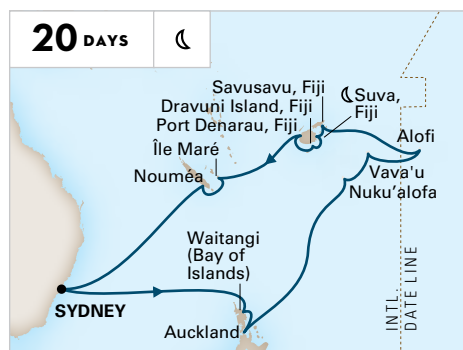 20 DAYS
Savusavu, Fiji
Dravuni Island, Fiji
Port Denarau, Fiji
Suva,
Fiji
Île Maré
Nouméa
Alofi
Vava'u
Nuku'alofa
Waitangi
(Bay of
Islands)
SYDNEY
Auckland
INTL.
DATE LINE